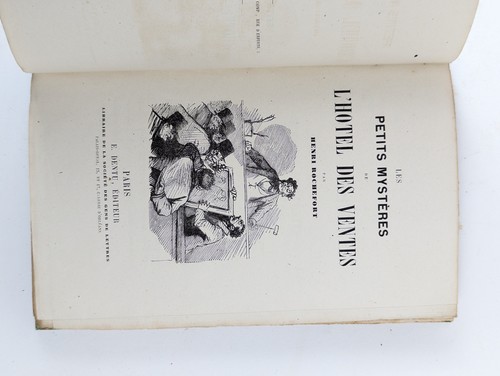 LES
PETITS MYSTÈRES
DE
L'HOTEL DES VENTES
PAR
HENRI ROCHEFORT
PARIS
E. DENTU, ÉDITEUR
LIBRAIRE DE LA SOCIÉTÉ DES GENS DE LETTRES